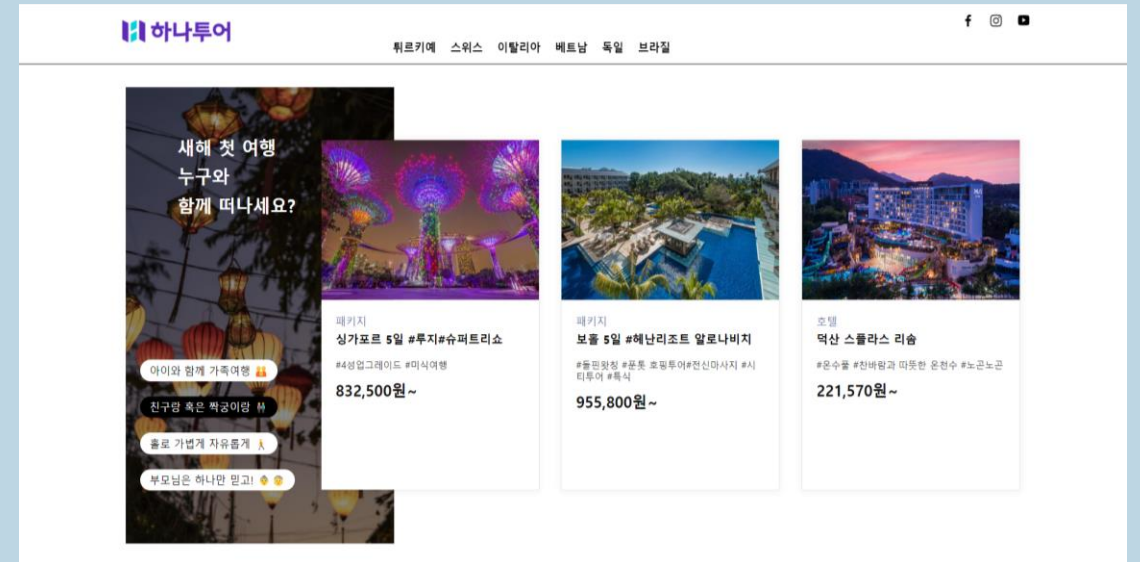 하나투어
튀르키예 스위스 이탈리아 베트남 독일 브라질
새해 첫 여행
누구와
함께 떠나세요?
아이와 함께 가족여행
친구랑 혹은 짝궁이랑
홀로 가볍게 자유롭게
부모님은 하나만 믿고!
패키지
싱가포르 5일 #루지#슈퍼트리쇼
#4성업그레이드 #미식여행
832,500원~
패키지
보홀 5일 #헤난리조트 알로나비치
#돌핀왓칭 #푼톳 호핑투어#전신마사지 #시
티투어 #특식
955,800원~
호텔
덕산 스플라스 리솜
#온수풀 #찬바람과 따뜻한 온천수 #노곤노곤
221,570원~